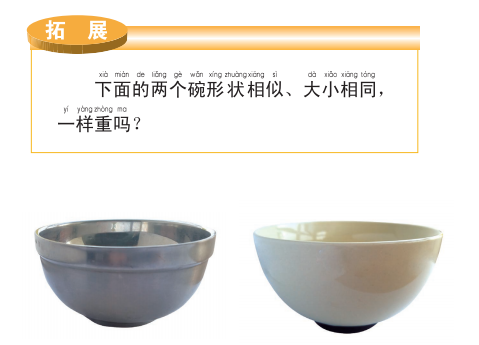 拓展
xià miàn de liǎng gè wǎn xíng zhuàng xiāng sì dà xiǎo xiāng tóng
下面的两个碗形状相似、大小相同，
yí yàng zhòng ma
一样重吗？